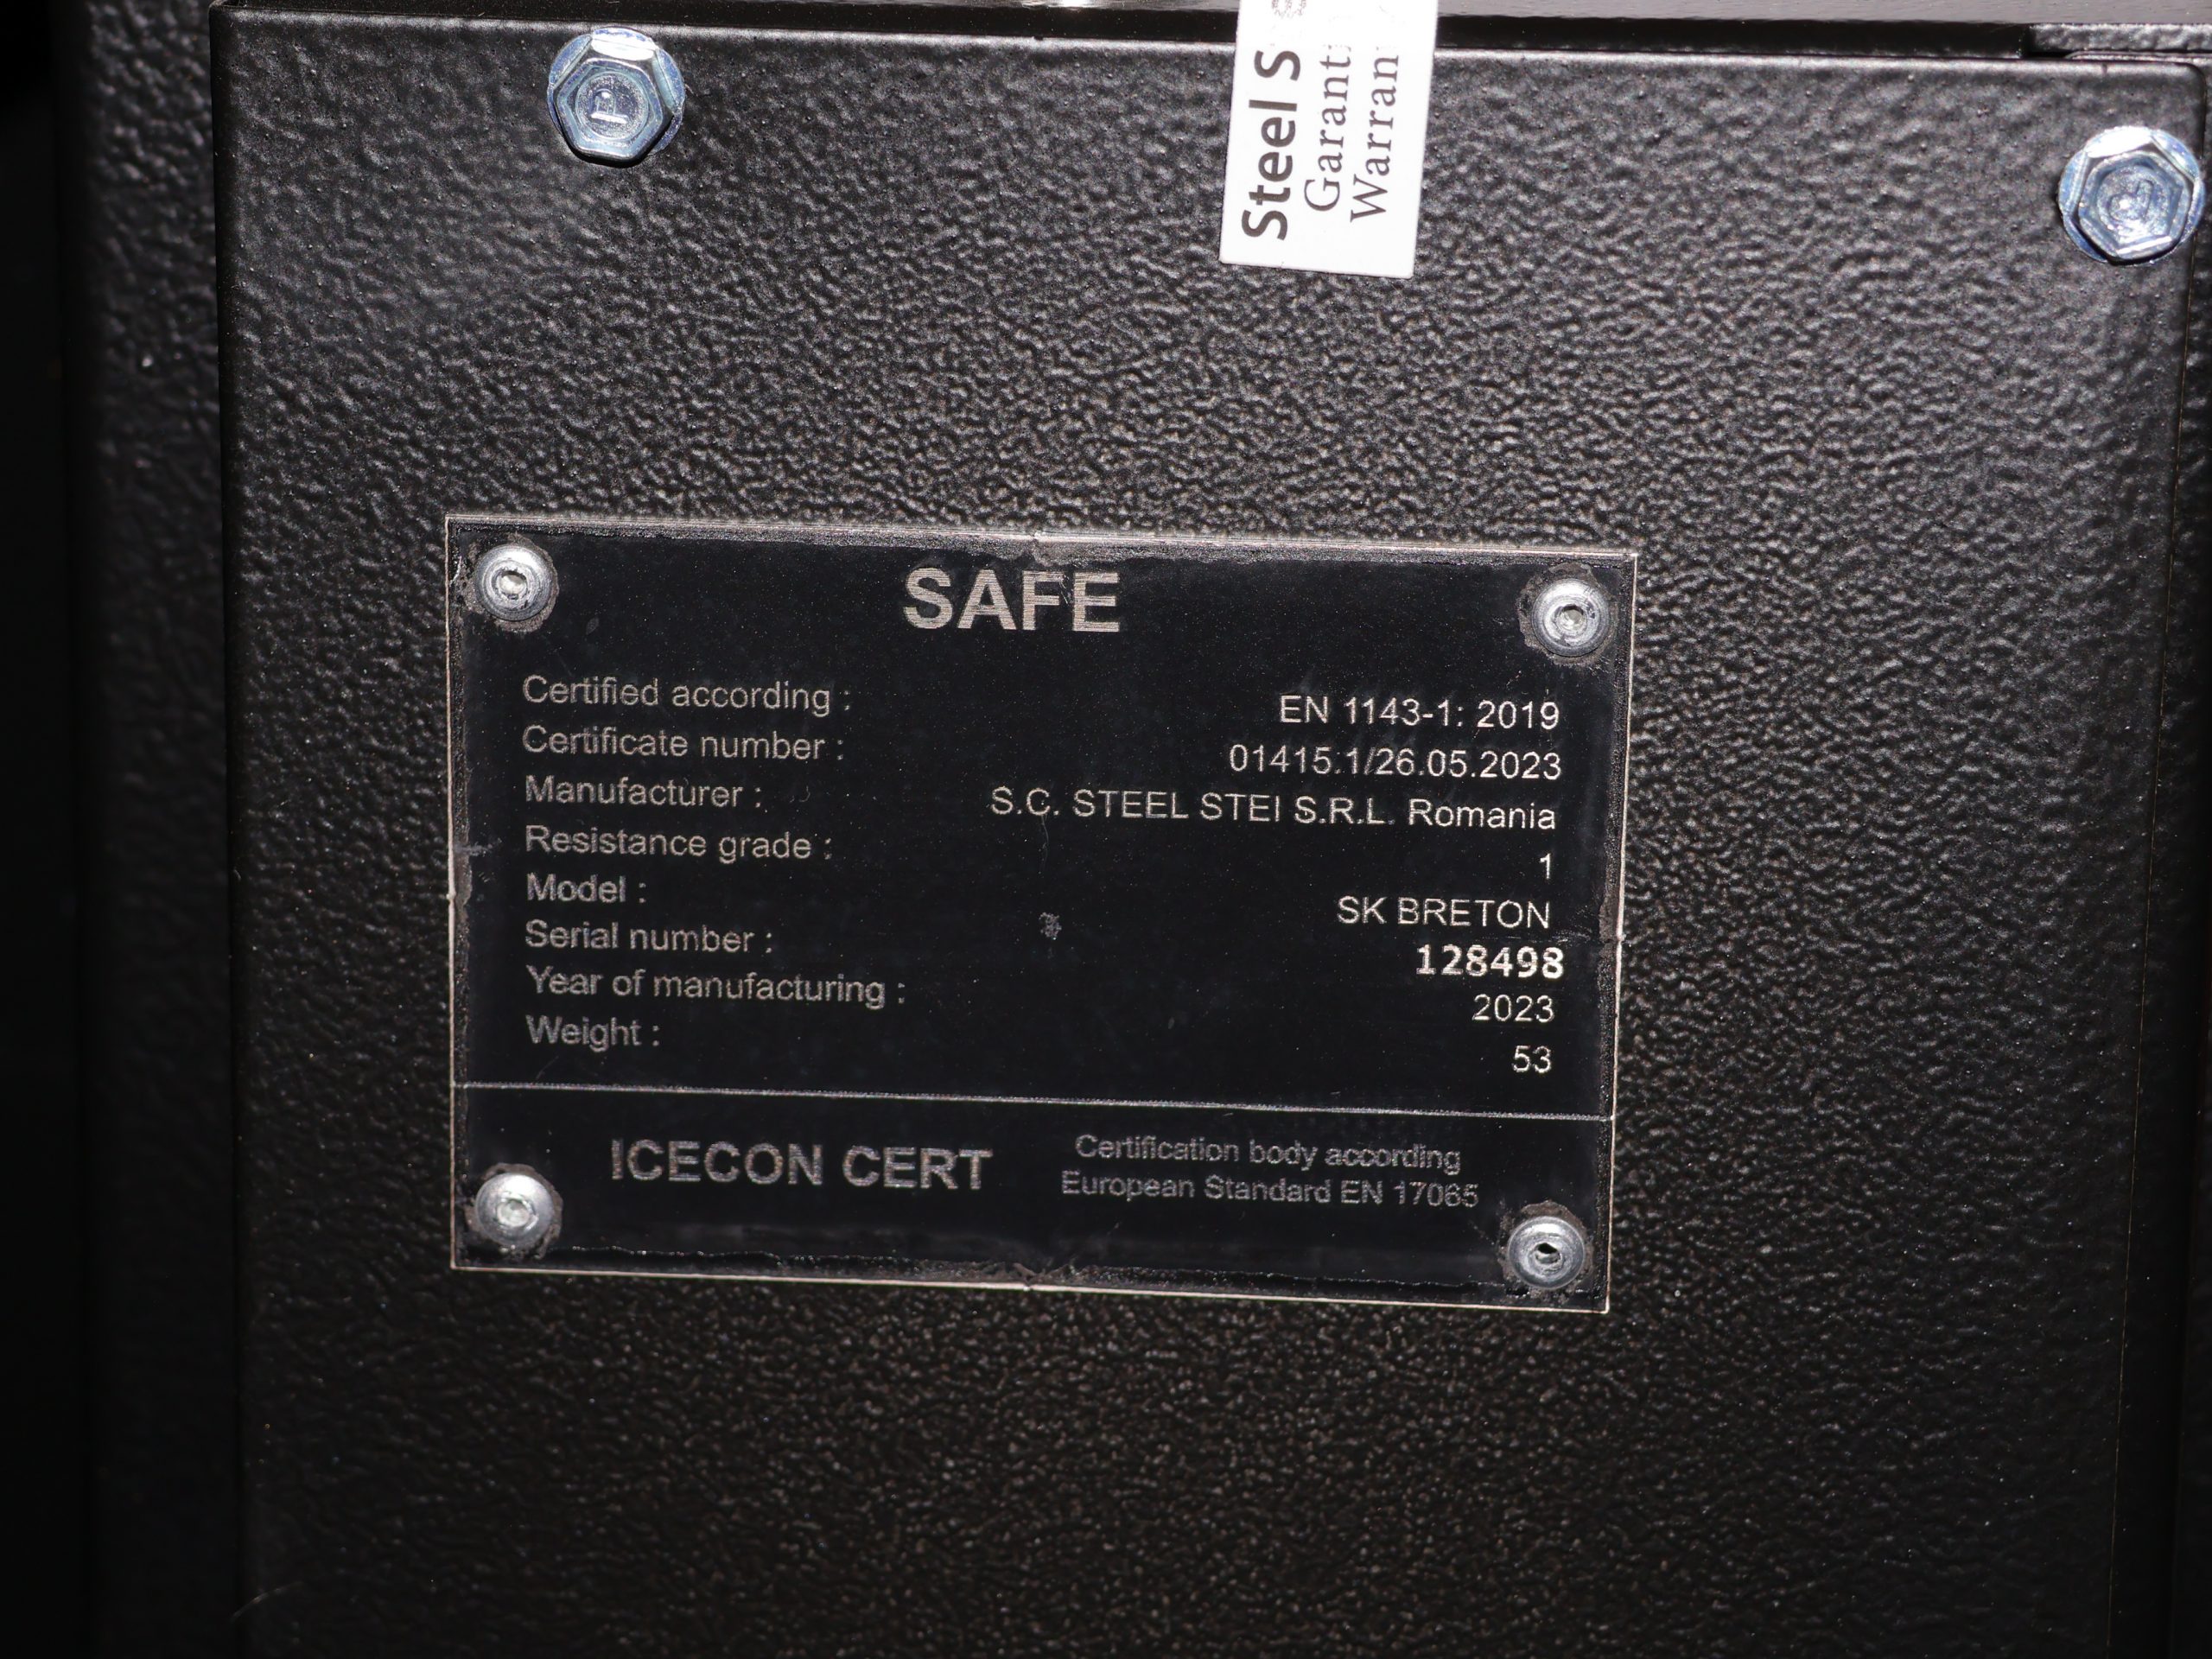 Steel S
Garant
Warran
SAFE
Certified according : EN 1143-1: 2019
Certificate number : 01415.1/26.05.2023
Manufacturer : S.C. STEEL STEI S.R.L. Romania
Resistance grade : 1
Model : SK BRETON
Serial number : 128498
Year of manufacturing : 2023
Weight : 53
ICECON CERT
Certification body according
European Standard EN 17065